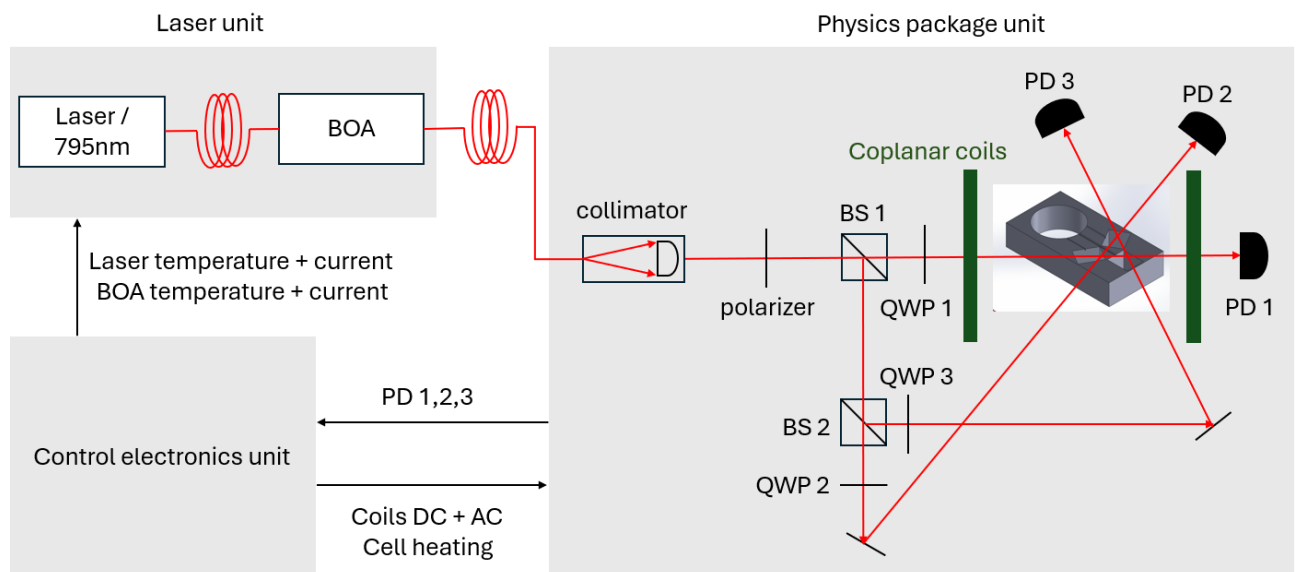 Laser unit
Physics package unit
Laser /
795nm
BOA
PD 3
PD 2
Coplanar coils
collimator
BS 1
polarizer
QWP 1
PD 1
Laser temperature + current
BOA temperature + current
QWP 3
PD 1,2,3
BS 2
Control electronics unit
QWP 2
Coils DC + AC
Cell heating